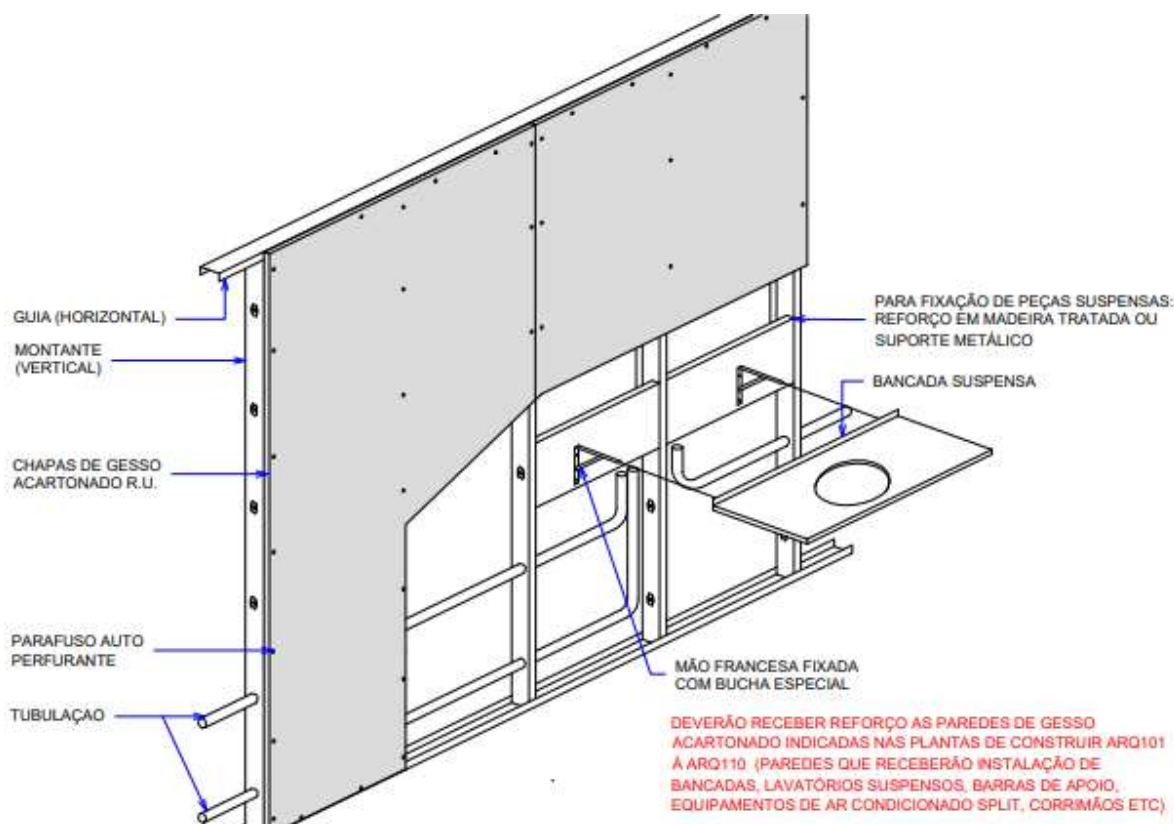 GUIA (HORIZONTAL)
MONTANTE
(VERTICAL)
CHAPAS DE GESSO
ACARTONADO R.U.
PARAFUSO AUTO
PERFURANTE
TUBULAÇAO
PARA FIXAÇÃO DE PEÇAS SUSPENSAS:
REFORÇO EM MADEIRA TRATADA OU
SUPORTE METÁLICO
BANCADA SUSPENSA
MÃO FRANCESA FIXADA
COM BUCHA ESPECIAL
DEVERÃO RECEBER REFORÇO AS PAREDES DE GESSO
ACARTONADO INDICADAS NAS PLANTAS DE CONSTRUIR ARQ101
À ARQ110 (PAREDES QUE RECEBERÃO INSTALAÇÃO DE
BANCADAS, LAVATÓRIOS SUSPENSOS, BARRAS DE APOIO,
EQUIPAMENTOS DE AR CONDICIONADO SPLIT, CORRIMÃOS ETC)